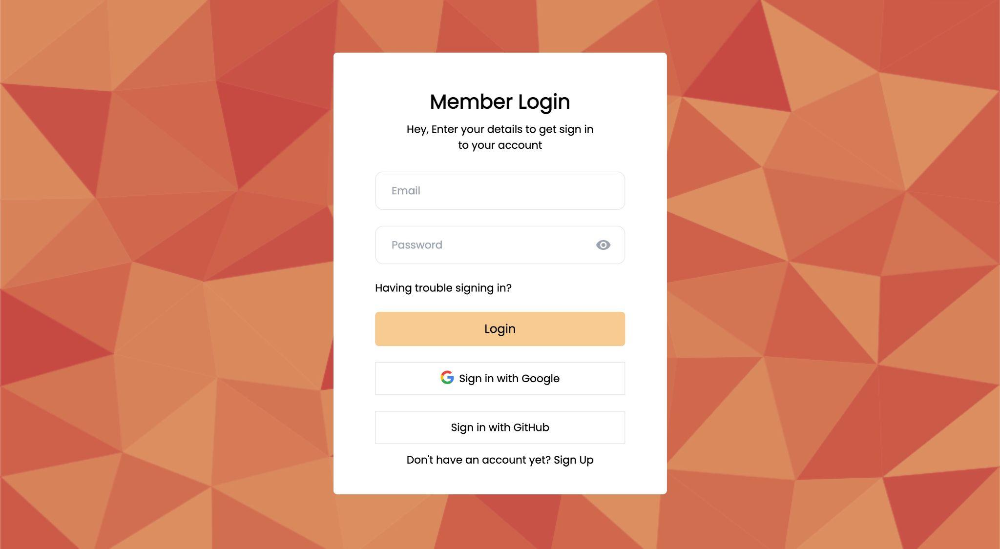 Member Login
Hey, Enter your details to get sign in
to your account
Email
Password
Having trouble signing in?
Login
Sign in with Google
Sign in with GitHub
Don't have an account yet? Sign Up